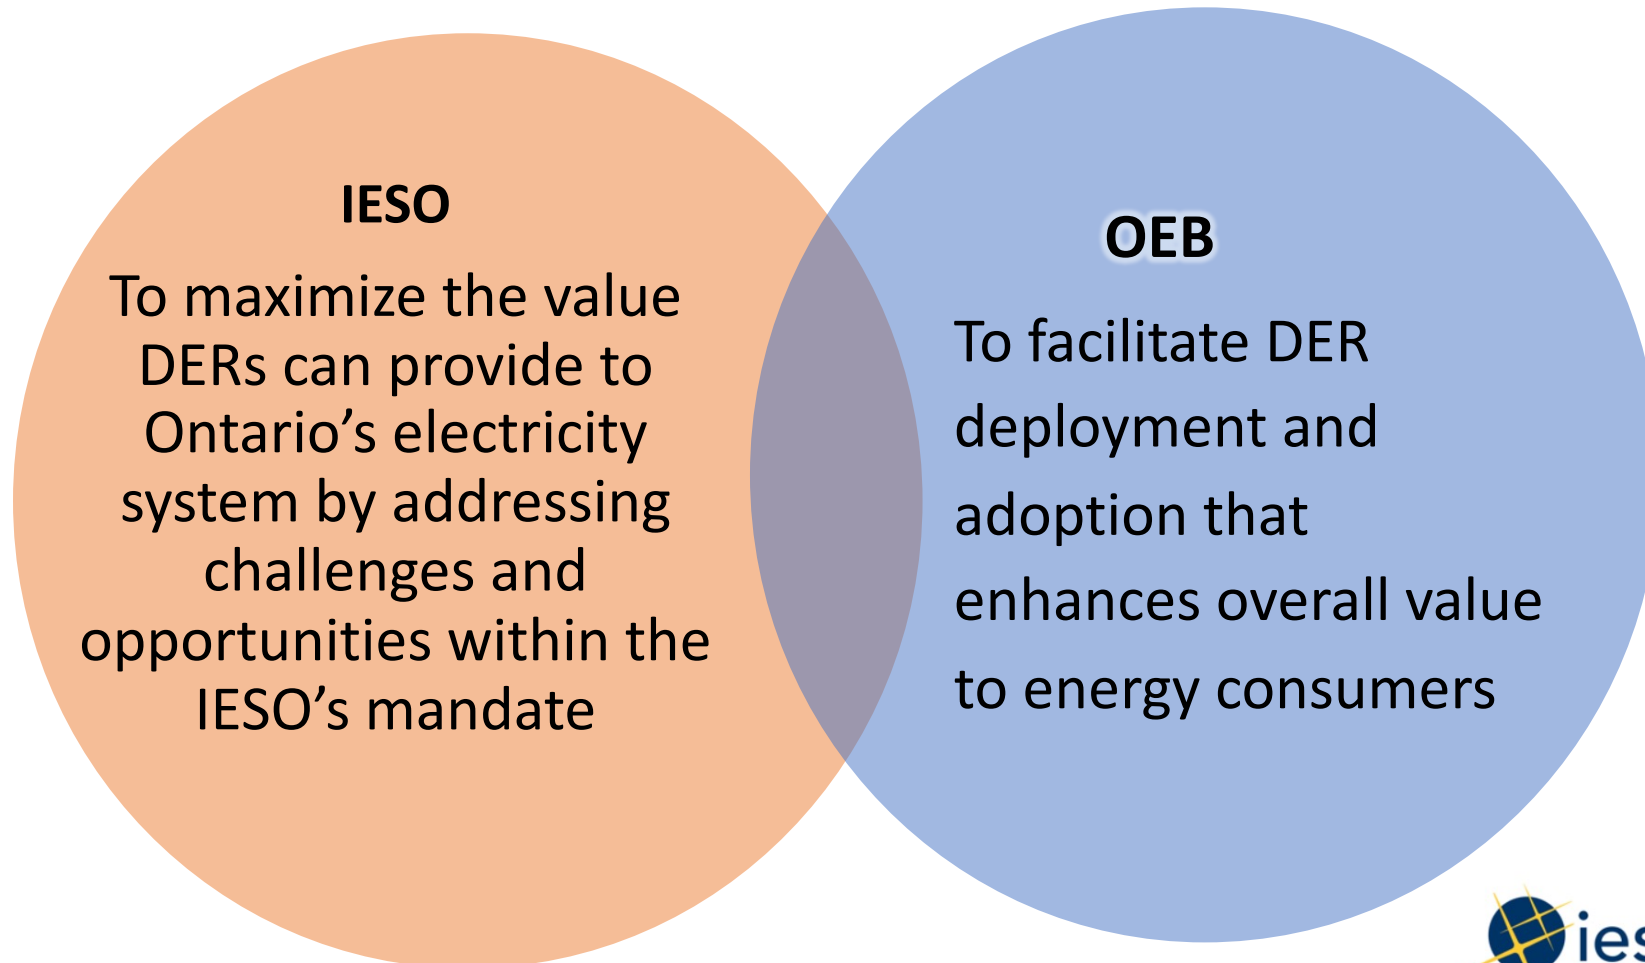 IESO
To maximize the value
DERs can provide to
Ontario’s electricity
system by addressing
challenges and
opportunities within the
IESO’s mandate
OEB
To facilitate DER
deployment and
adoption that
enhances overall value
to energy consumers
ies